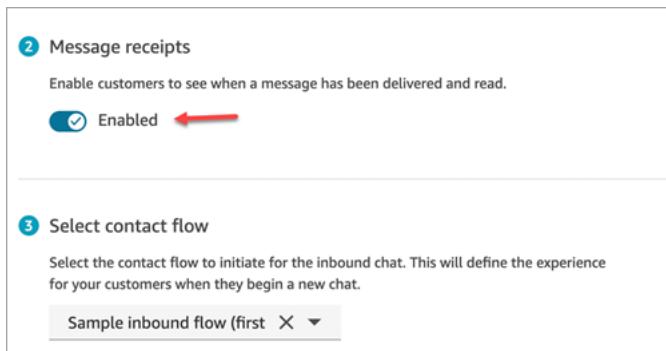 2 Message receipts
Enable customers to see when a message has been delivered and read.
Enabled
3 Select contact flow
Select the contact flow to initiate for the inbound chat. This will define the experience
for your customers when they begin a new chat.
Sample inbound flow (first